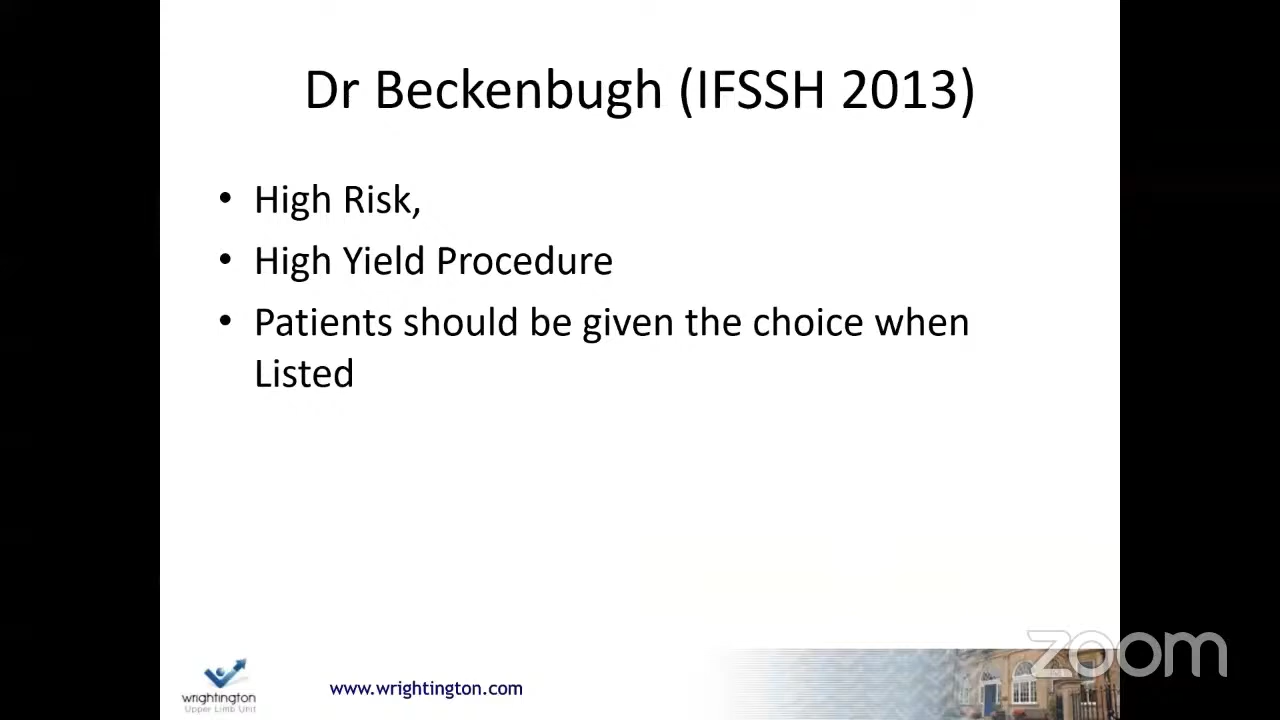 Dr Beckenbugh (IFSSH 2013)
• High Risk,
• High Yield Procedure
• Patients should be given the choice when
Listed
wrightington
Upper Limb Unit
www.wrightington.com
zoom